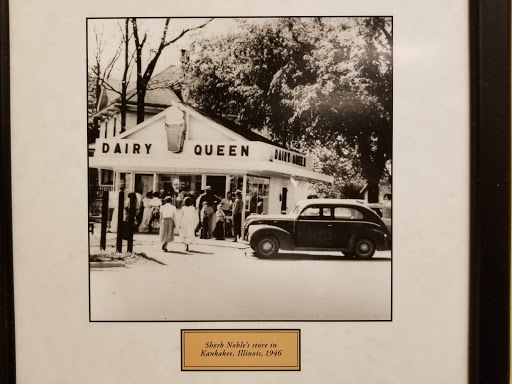 DAIRY QUEEN DAIRY QUEEN
Sherb Noble's store in
Kankakee, Illinois, 1946